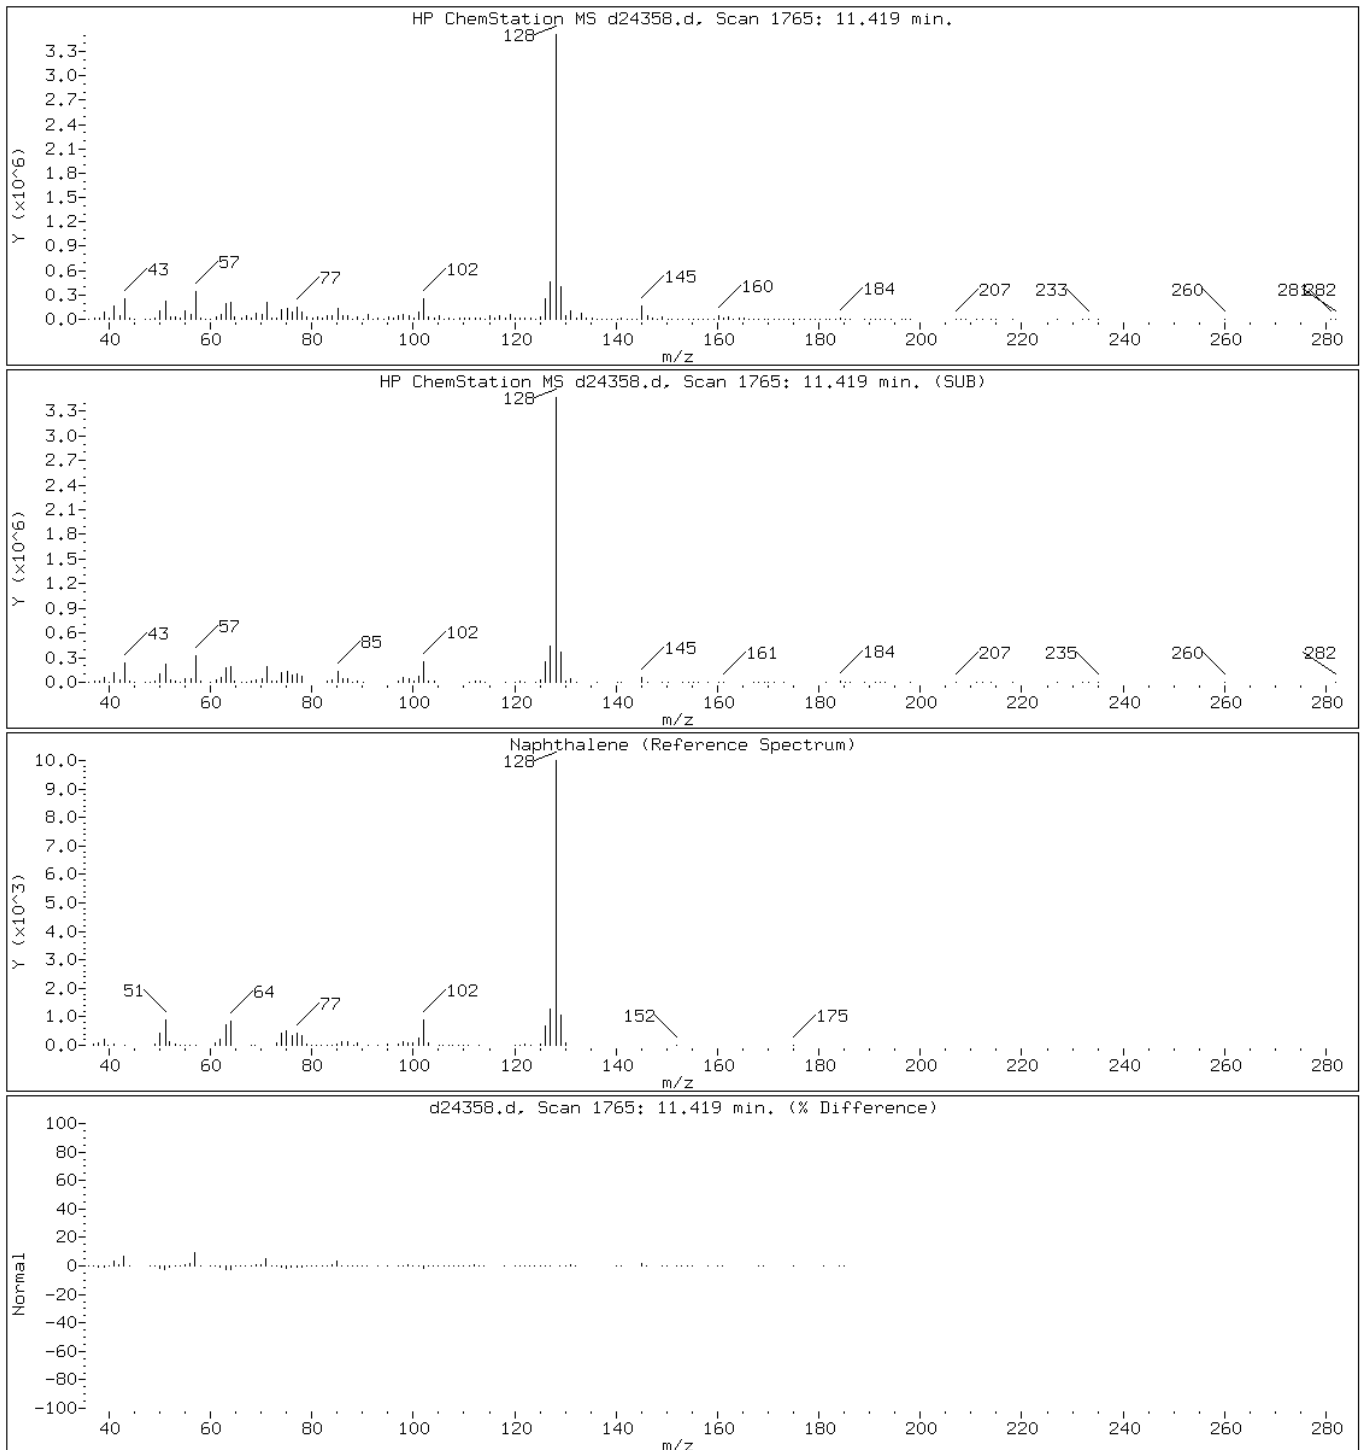 HP ChemStation MS d24358.d, Scan 1765: 11.419 min.
128
3.3
3.0
2.7
2.4
2.1
1.8
1.5
1.2
0.9
0.6
0.3
0.0
Y (x10^6)
43 57 77 102 145 160 184 207 233 260 281 282
40 60 80 100 120 140 160 180 200 220 240 260 280
m/z
HP ChemStation MS d24358.d, Scan 1765: 11.419 min. (SUB)
128
3.3
3.0
2.7
2.4
2.1
1.8
1.5
1.2
0.9
0.6
0.3
0.0
Y (x10^6)
43 57 85 102 145 161 184 207 235 260 282
40 60 80 100 120 140 160 180 200 220 240 260 280
m/z
Naphthalene (Reference Spectrum)
128
10.0
9.0
8.0
7.0
6.0
5.0
4.0
3.0
2.0
1.0
0.0
Y (x10^3)
51 64 77 102 152 175
40 60 80 100 120 140 160 180 200 220 240 260 280
m/z
d24358.d, Scan 1765: 11.419 min. (% Difference)
100
80
60
40
20
0
-20
-40
-60
-80
-100
Normal
40 60 80 100 120 140 160 180 200 220 240 260 280
m/z